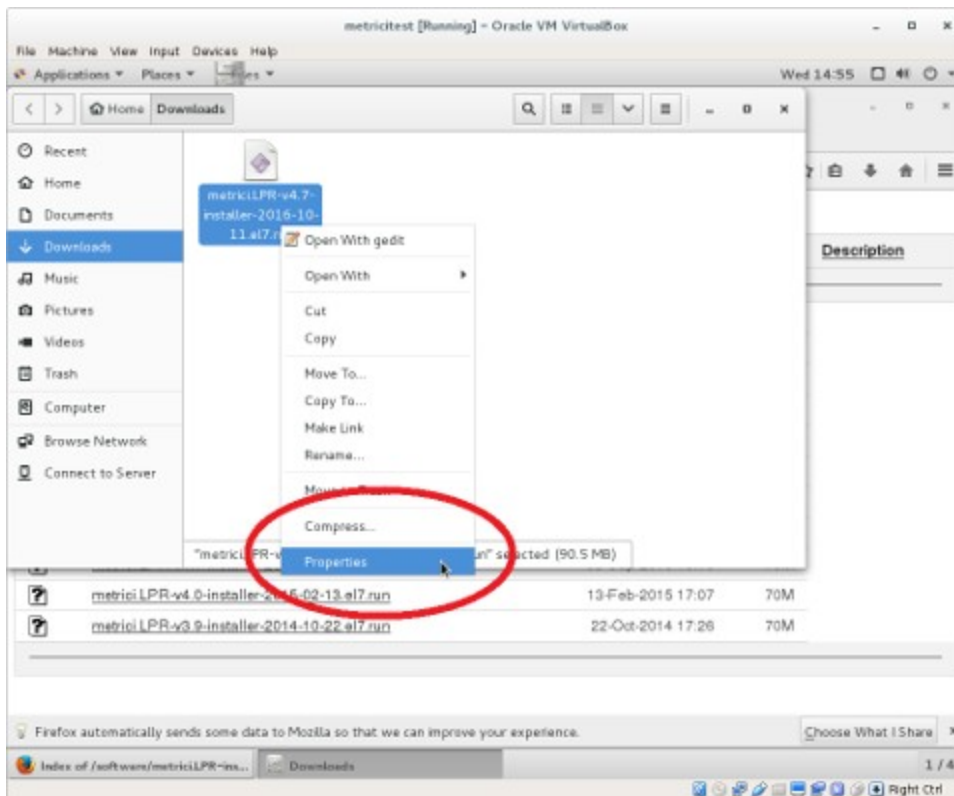 metricitest [Running] - Oracle VM VirtualBox
File Machine View Input Devices Help
Applications Places Files
Wed 14:55
Home Downloads
Recent
Home
Documents
Downloads
Music
Pictures
Videos
Trash
Computer
Browse Network
Connect to Server
metrici.LPR-v4.7-
installer-2016-10-
11.el7.r
Open With gedit
Open With
Cut
Copy
Move To...
Copy To...
Make Link
Rename...
Compress...
Properties
selected (90.5 MB)
Description
metrici.LPR-v4.0-installer-2015-02-13.el7.run 13-Feb-2015 17:07 70M
metrici.LPR-v3.9-installer-2014-10-22.el7.run 22-Oct-2014 17:26 70M
Firefox automatically sends some data to Mozilla so that we can improve your experience.
Choose What I Share
Index of /software/metrici.LPR-ins... Downloads
1 / 4
Right Ctrl